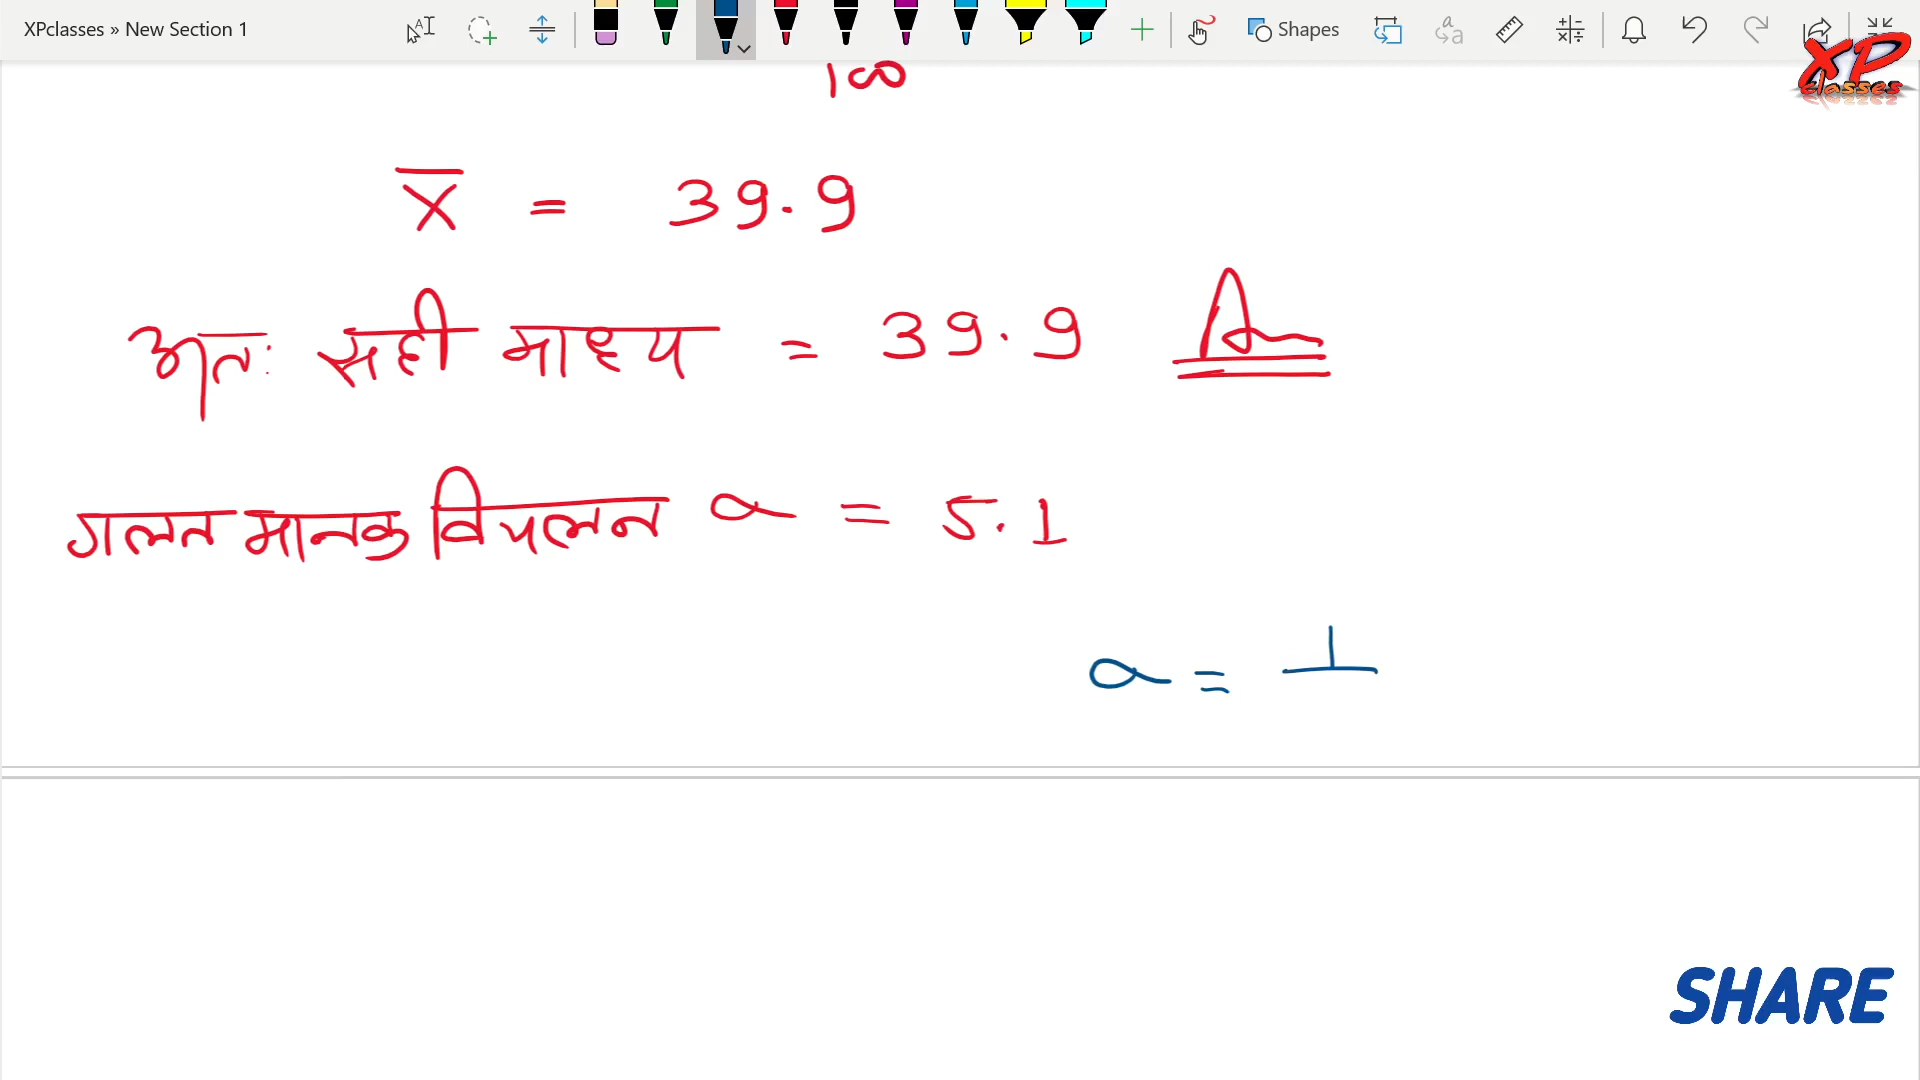 XPclasses » New Section 1
Shapes
XP
classes
100
X̄ = 39.9
अतः सही माध्य = 39.9 Ans
गलत मानक विचलन σ = 5.1
σ = 1
SHARE